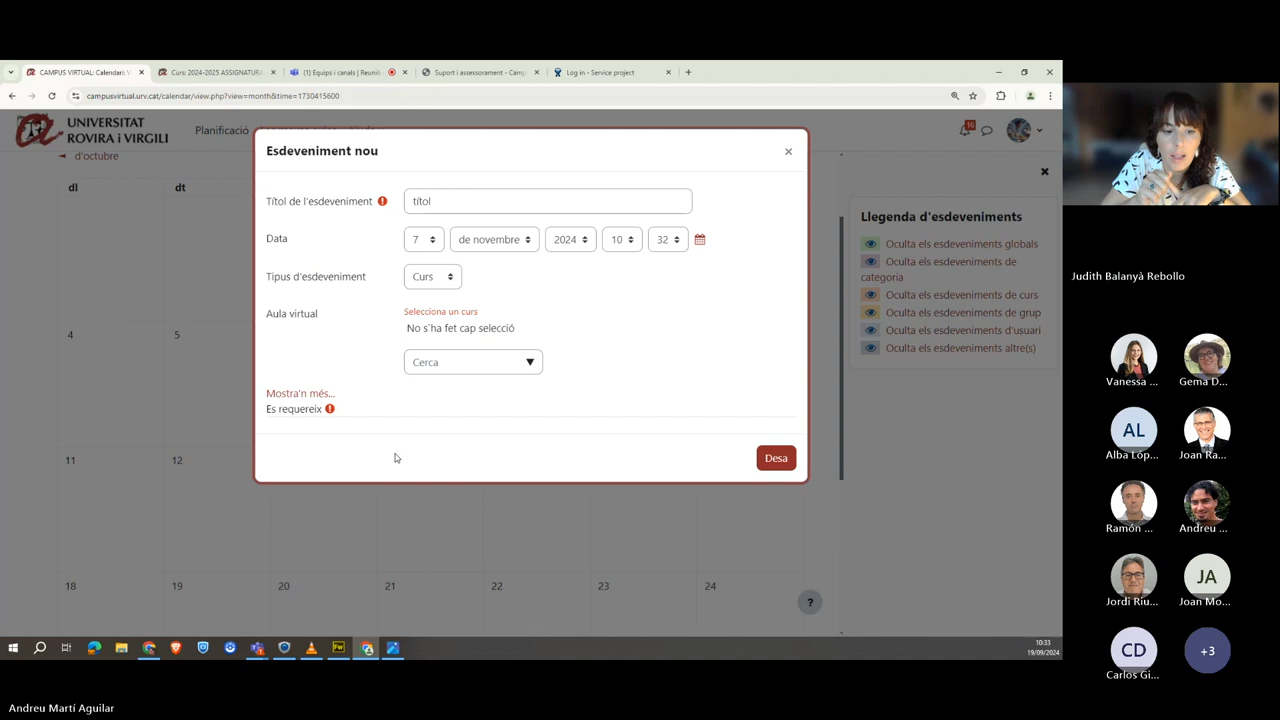 CAMPUS VIRTUAL: Calendari: V
Curs: 2024-2025 ASSIGNATURA
(1) Equips i canals | Reunió
Suport i assessorament - Camp
Log in - Service project
campusvirtual.urv.cat/calendar/view.php?view=month&time=1730415600
UNIVERSITAT
ROVIRA i VIRGILI
Planificació
16
d'octubre
dl
dt
Esdeveniment nou
Títol de l'esdeveniment
títol
Data
7
de novembre
2024
10
32
Tipus d'esdeveniment
Curs
Aula virtual
Selecciona un curs
No s`ha fet cap selecció
Cerca
Mostra'n més...
Es requereix
Desa
Llegenda d'esdeveniments
Oculta els esdeveniments globals
Oculta els esdeveniments de
categoria
Oculta els esdeveniments de curs
Oculta els esdeveniments de grup
Oculta els esdeveniments d'usuari
Oculta els esdeveniments altre(s)
4
5
11
12
18
19
20
21
22
23
24
?
Fw
10:33
19/09/2024
Judith Balanyà Rebollo
Vanessa ...
Gema D...
AL
Alba Lóp...
Joan Ra...
Ramón ...
Andreu ...
Jordi Riu...
JA
Joan Mo...
CD
Carlos Gi...
+3
Andreu Martí Aguilar